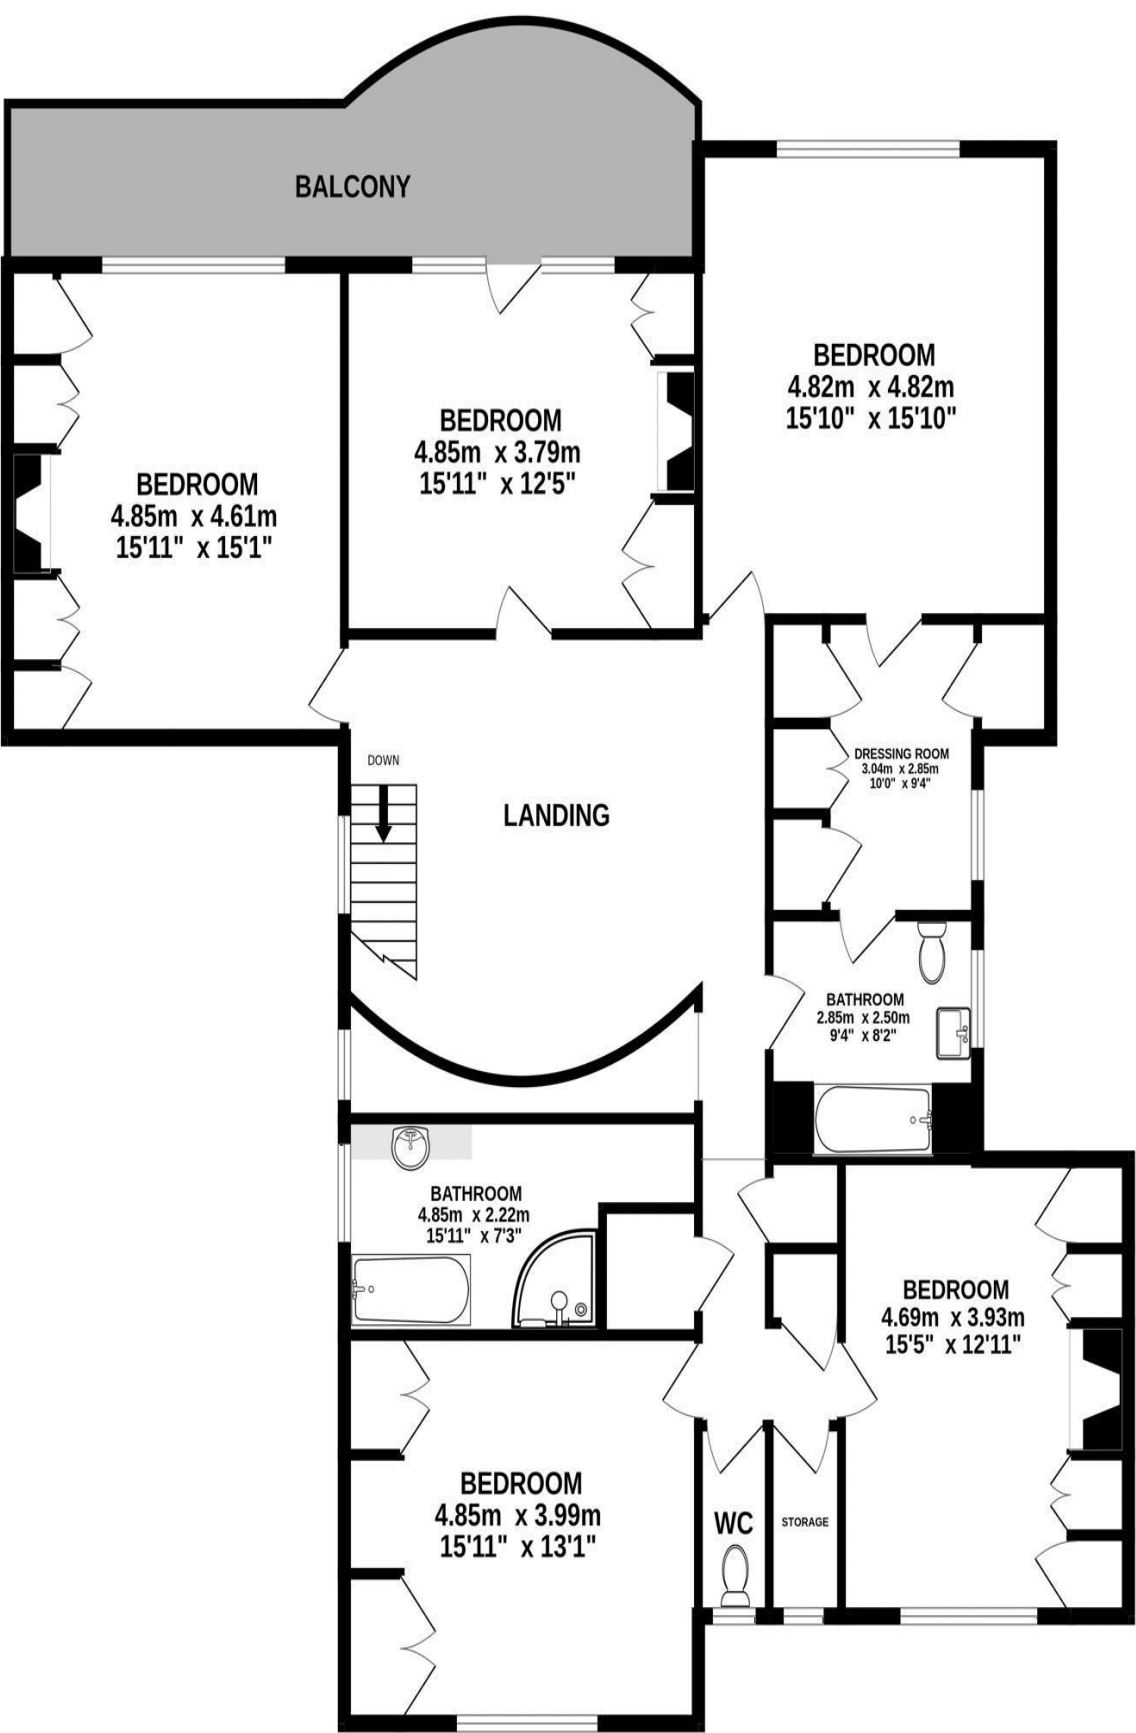 BALCONY
BEDROOM
4.82m x 4.82m
15'10" x 15'10"
BEDROOM
4.85m x 3.79m
15'11" x 12'5"
BEDROOM
4.85m x 4.61m
15'11" x 15'1"
DOWN
LANDING
DRESSING ROOM
3.04m x 2.85m
10'0" x 9'4"
BATHROOM
2.85m x 2.50m
9'4" x 8'2"
BATHROOM
4.85m x 2.22m
15'11" x 7'3"
BEDROOM
4.69m x 3.93m
15'5" x 12'11"
BEDROOM
4.85m x 3.99m
15'11" x 13'1"
WC
STORAGE